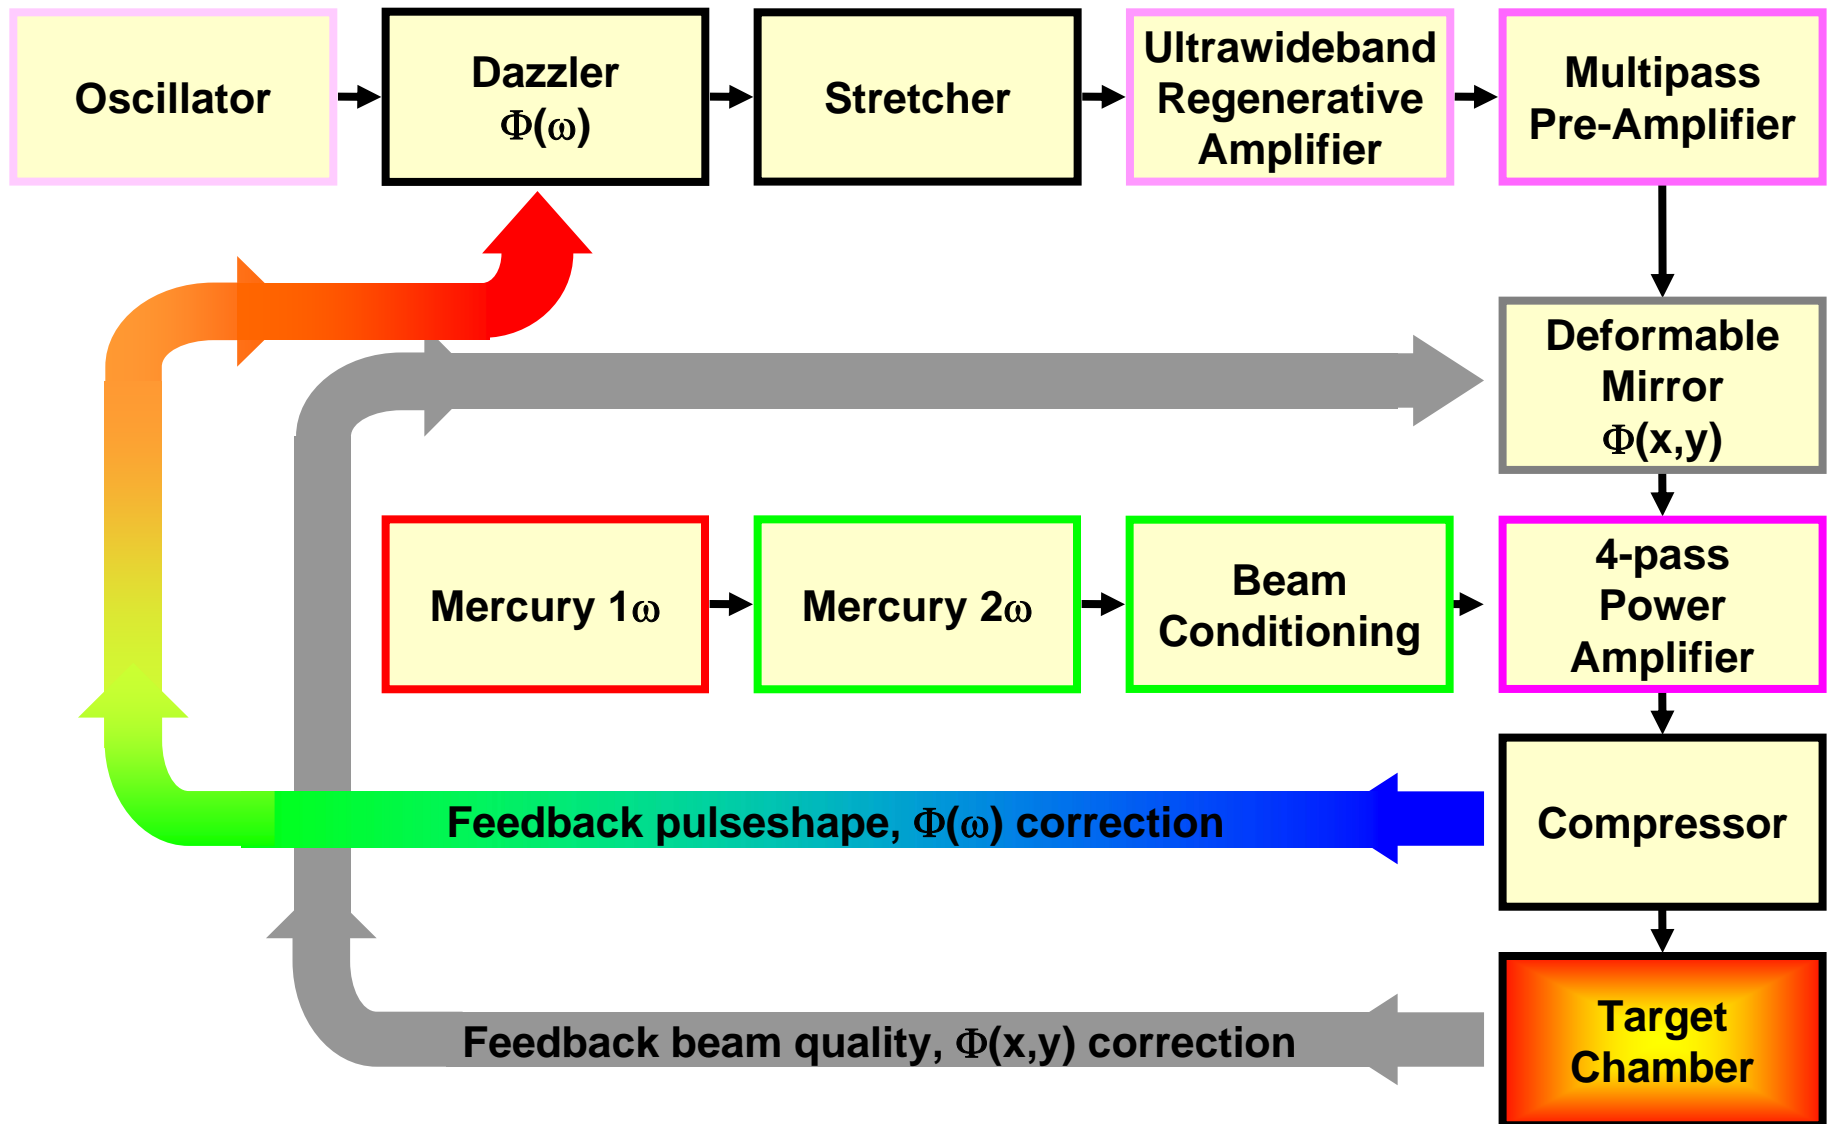 Oscillator
Dazzler
Φ(ω)
Stretcher
Ultrawideband
Regenerative
Amplifier
Multipass
Pre-Amplifier
Deformable
Mirror
Φ(x,y)
Mercury 1ω
Mercury 2ω
Beam
Conditioning
4-pass
Power
Amplifier
Feedback pulseshape, Φ(ω) correction
Compressor
Feedback beam quality, Φ(x,y) correction
Target
Chamber